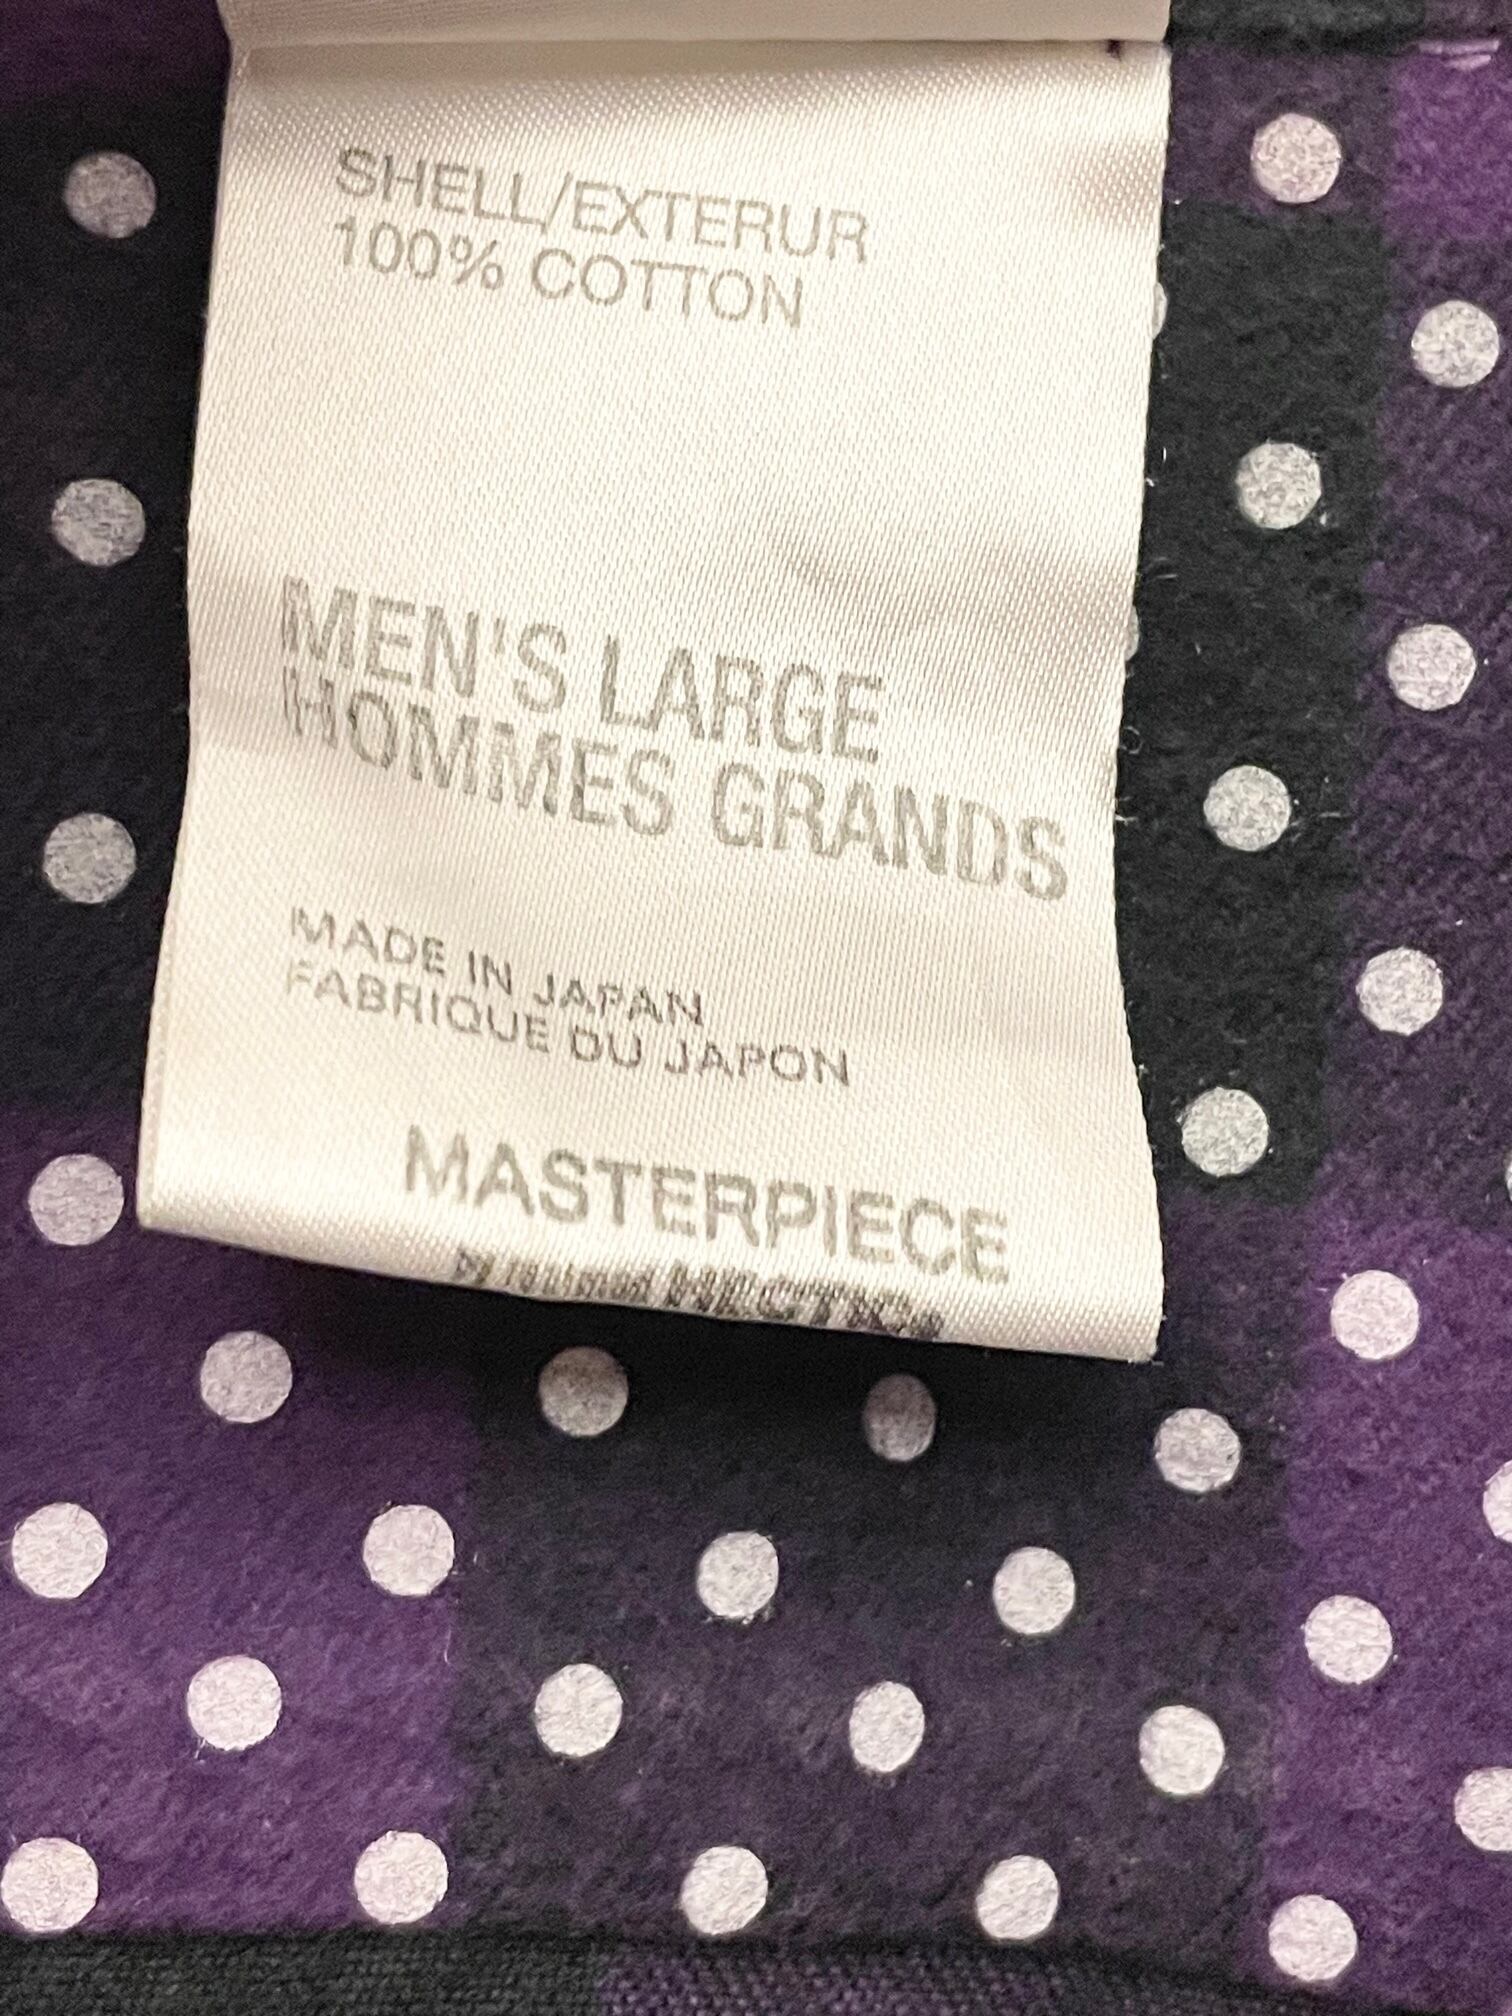 SHELL/EXTERUR
100% COTTON
MEN'S LARGE
HOMMES GRANDS
MADE IN JAPAN
FABRIQUE DU JAPON
MASTERPIECE